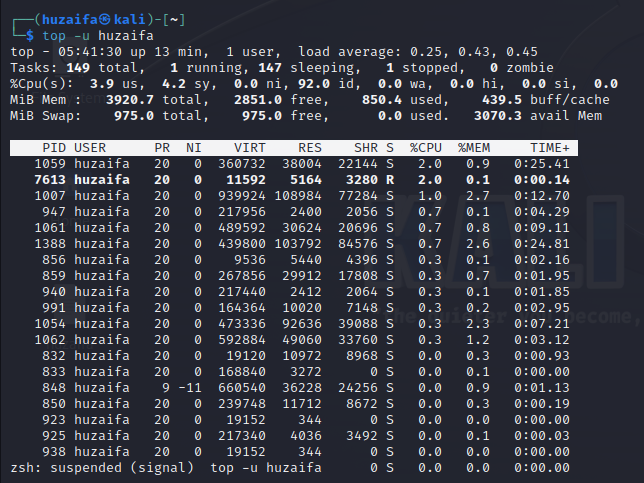 ┌──(huzaifa㉿kali)-[~]
└─$ top -u huzaifa
top - 05:41:30 up 13 min,  1 user,  load average: 0.25, 0.43, 0.45
Tasks: 149 total,   1 running, 147 sleeping,   1 stopped,   0 zombie
%Cpu(s):  3.9 us,  4.2 sy,  0.0 ni, 92.0 id,  0.0 wa,  0.0 hi,  0.0 si,  0.0
MiB Mem :   3920.7 total,   2851.0 free,    850.4 used,    439.5 buff/cache
MiB Swap:    975.0 total,    975.0 free,      0.0 used.   3070.3 avail Mem
PID USER      PR  NI    VIRT    RES    SHR S  %CPU  %MEM     TIME+
1059 huzaifa   20   0  360732  38004  22144 S   2.0   0.9   0:25.41
7613 huzaifa   20   0   11592   5164   3280 R   2.0   0.1   0:00.14
1007 huzaifa   20   0  939924 108984  77284 S   1.0   2.7   0:12.70
947 huzaifa   20   0  217956   2400   2056 S   0.7   0.1   0:04.29
1061 huzaifa   20   0  489592  30624  20696 S   0.7   0.8   0:09.11
1388 huzaifa   20   0  439800 103792  84576 S   0.7   2.6   0:24.81
856 huzaifa   20   0    9536   5440   4396 S   0.3   0.1   0:02.16
859 huzaifa   20   0  267856  29912  17808 S   0.3   0.7   0:01.95
940 huzaifa   20   0  217440   2412   2064 S   0.3   0.1   0:01.85
991 huzaifa   20   0  164364  10020   7148 S   0.3   0.2   0:02.95
1054 huzaifa   20   0  473336  92636  39088 S   0.3   2.3   0:07.21
1062 huzaifa   20   0  592884  49060  33760 S   0.3   1.2   0:03.12
832 huzaifa   20   0   19120  10972   8968 S   0.0   0.3   0:00.93
833 huzaifa   20   0  168840   3272      0 S   0.0   0.1   0:00.00
848 huzaifa    9 -11  660540  36228  24256 S   0.0   0.9   0:01.13
850 huzaifa   20   0  239748  11712   8672 S   0.0   0.3   0:00.19
923 huzaifa   20   0   19152    344      0 S   0.0   0.0   0:00.00
925 huzaifa   20   0  217340   4036   3492 S   0.0   0.1   0:00.03
938 huzaifa   20   0   19152    344      0 S   0.0   0.0   0:00.00
zsh: suspended (signal)  top -u huzaifa      0 S   0.0   0.0   0:00.00